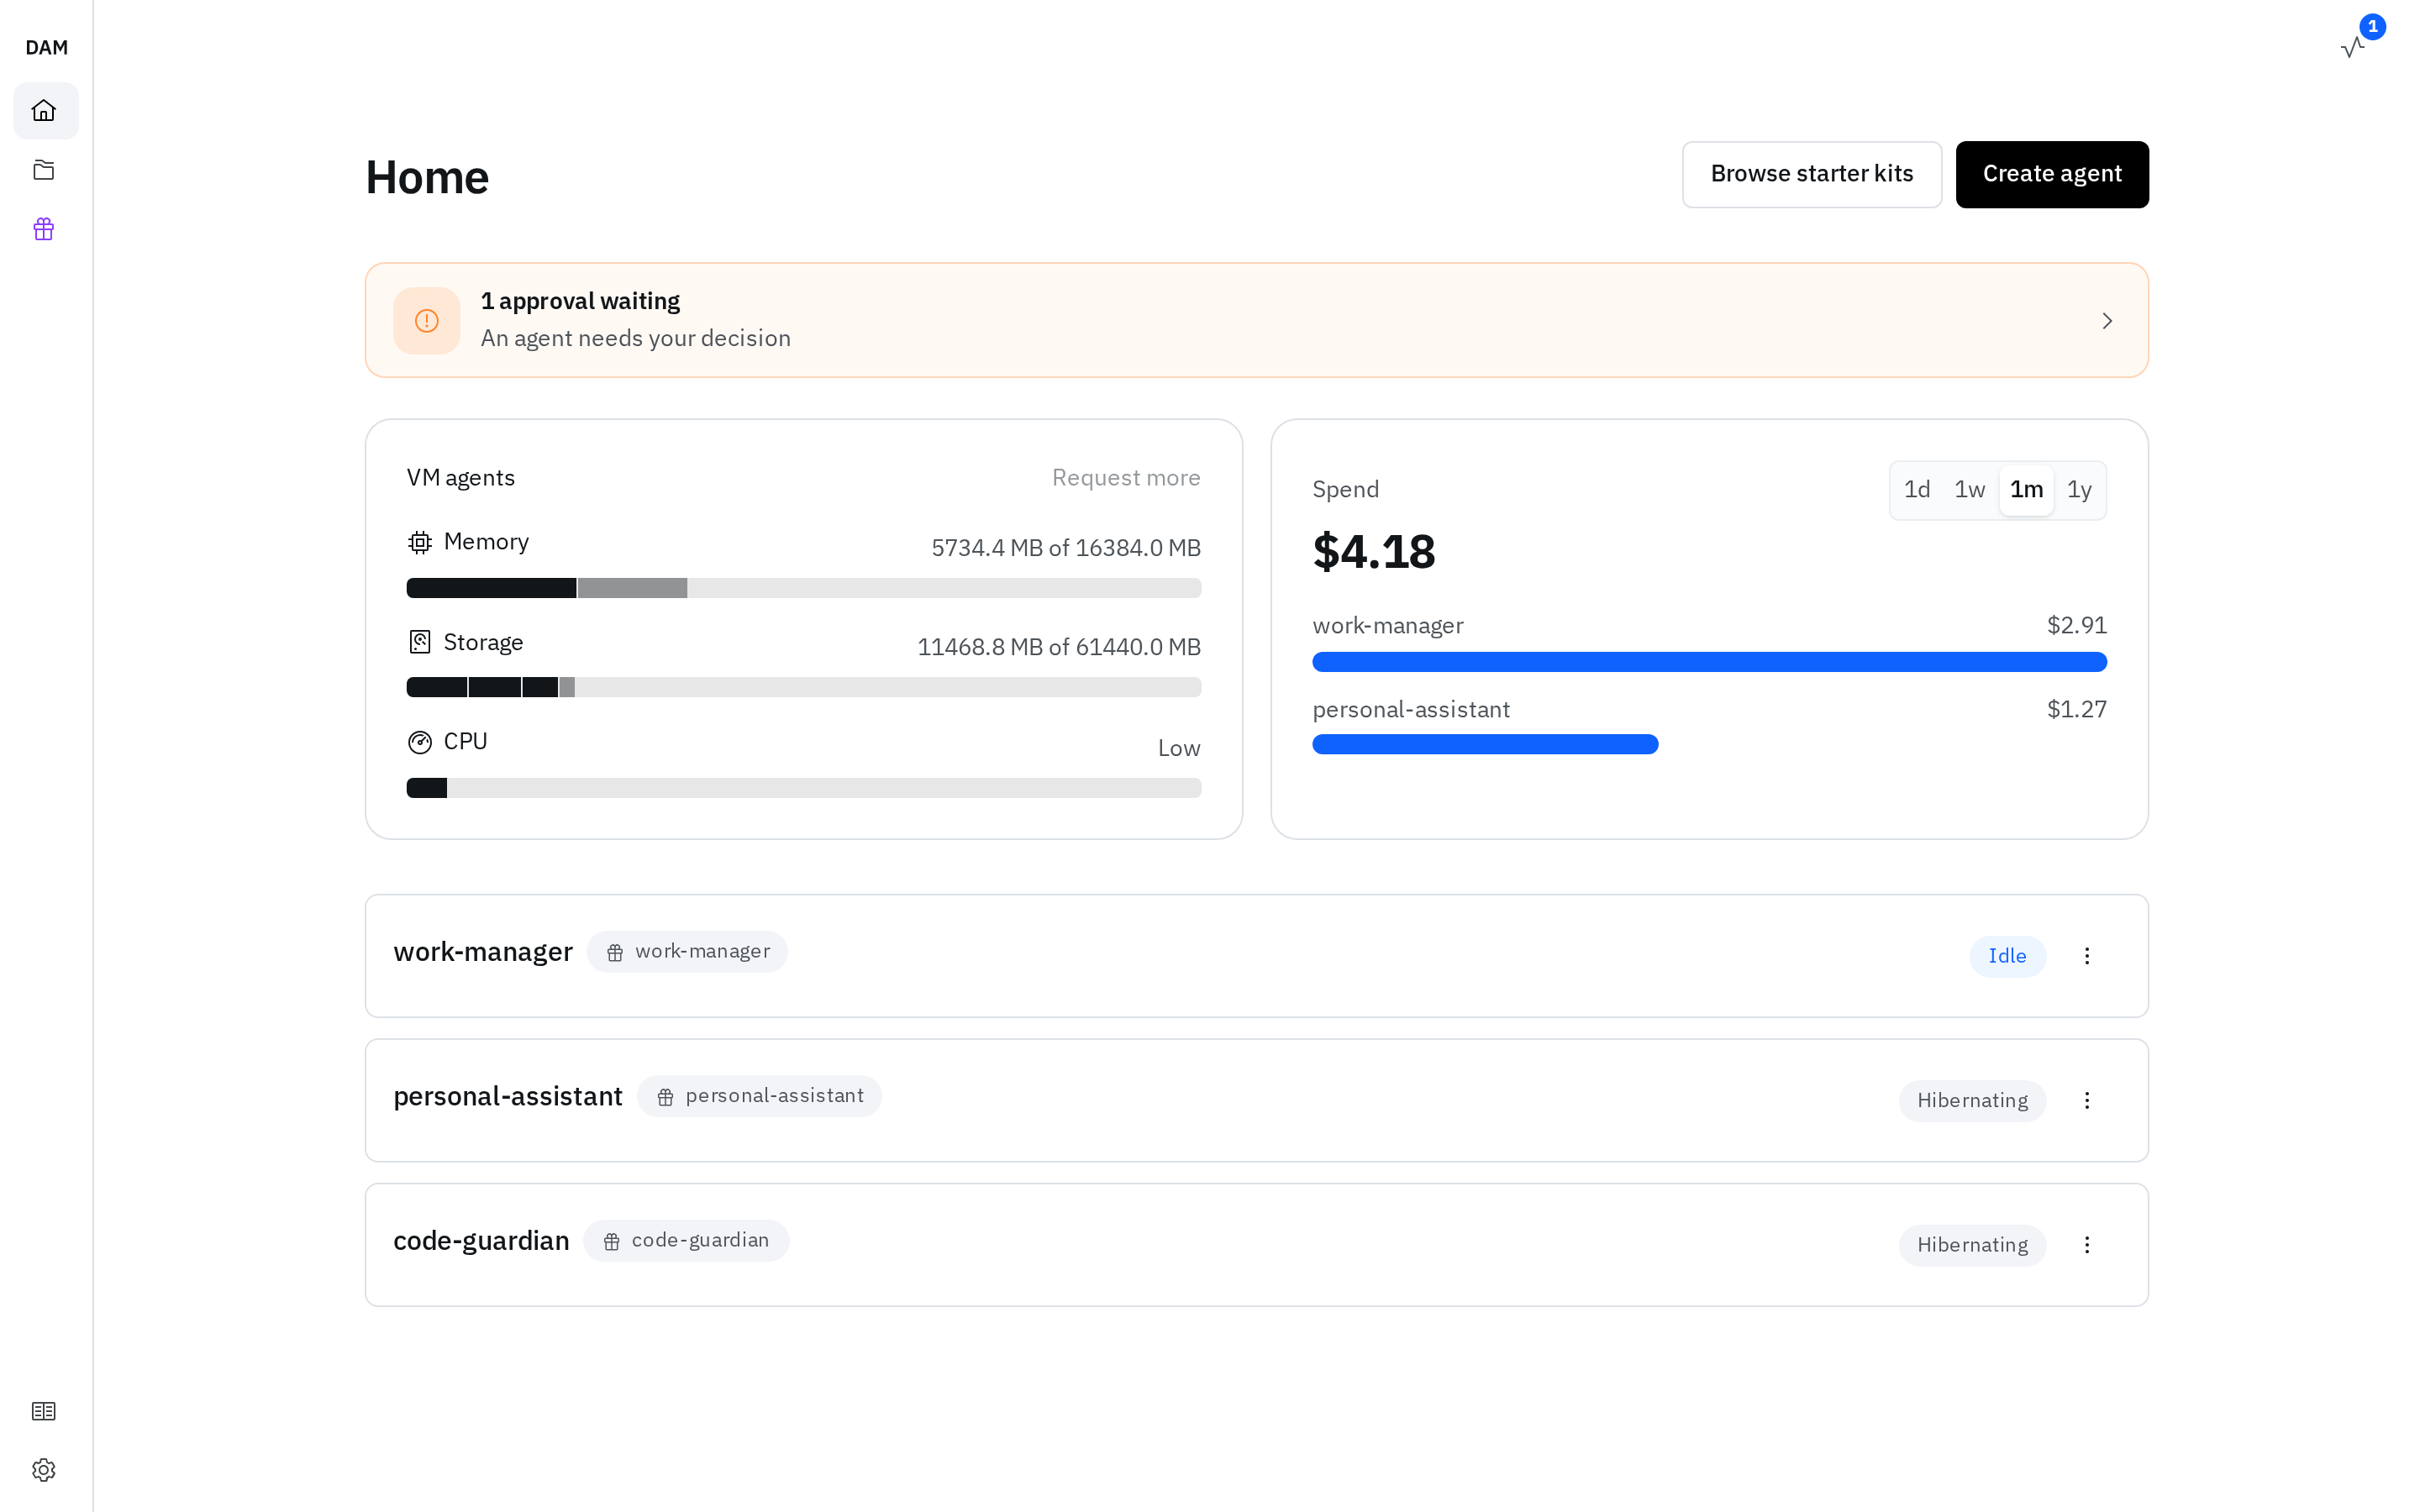 DAM
1
Home
Browse starter kits
Create agent
1 approval waiting
An agent needs your decision
VM agents
Request more
Memory
5734.4 MB of 16384.0 MB
Storage
11468.8 MB of 61440.0 MB
CPU
Low
Spend
1d 1w 1m 1y
$4.18
work-manager
$2.91
personal-assistant
$1.27
work-manager
work-manager
Idle
personal-assistant
personal-assistant
Hibernating
code-guardian
code-guardian
Hibernating